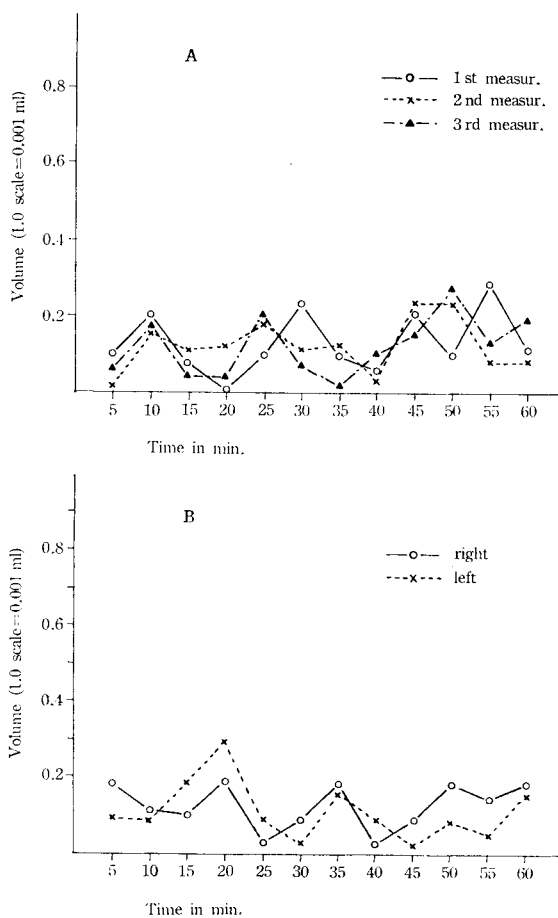 A
1 st measur.
2 nd measur.
3 rd measur.
Volume (1.0 scale=0.001 ml)
0.8
0.6
0.4
0.2
5 10 15 20 25 30 35 40 45 50 55 60
Time in min.
B
right
left
Volume (1.0 scale=0.001 ml)
0.8
0.6
0.4
0.2
5 10 15 20 25 30 35 40 45 50 55 60
Time in min.